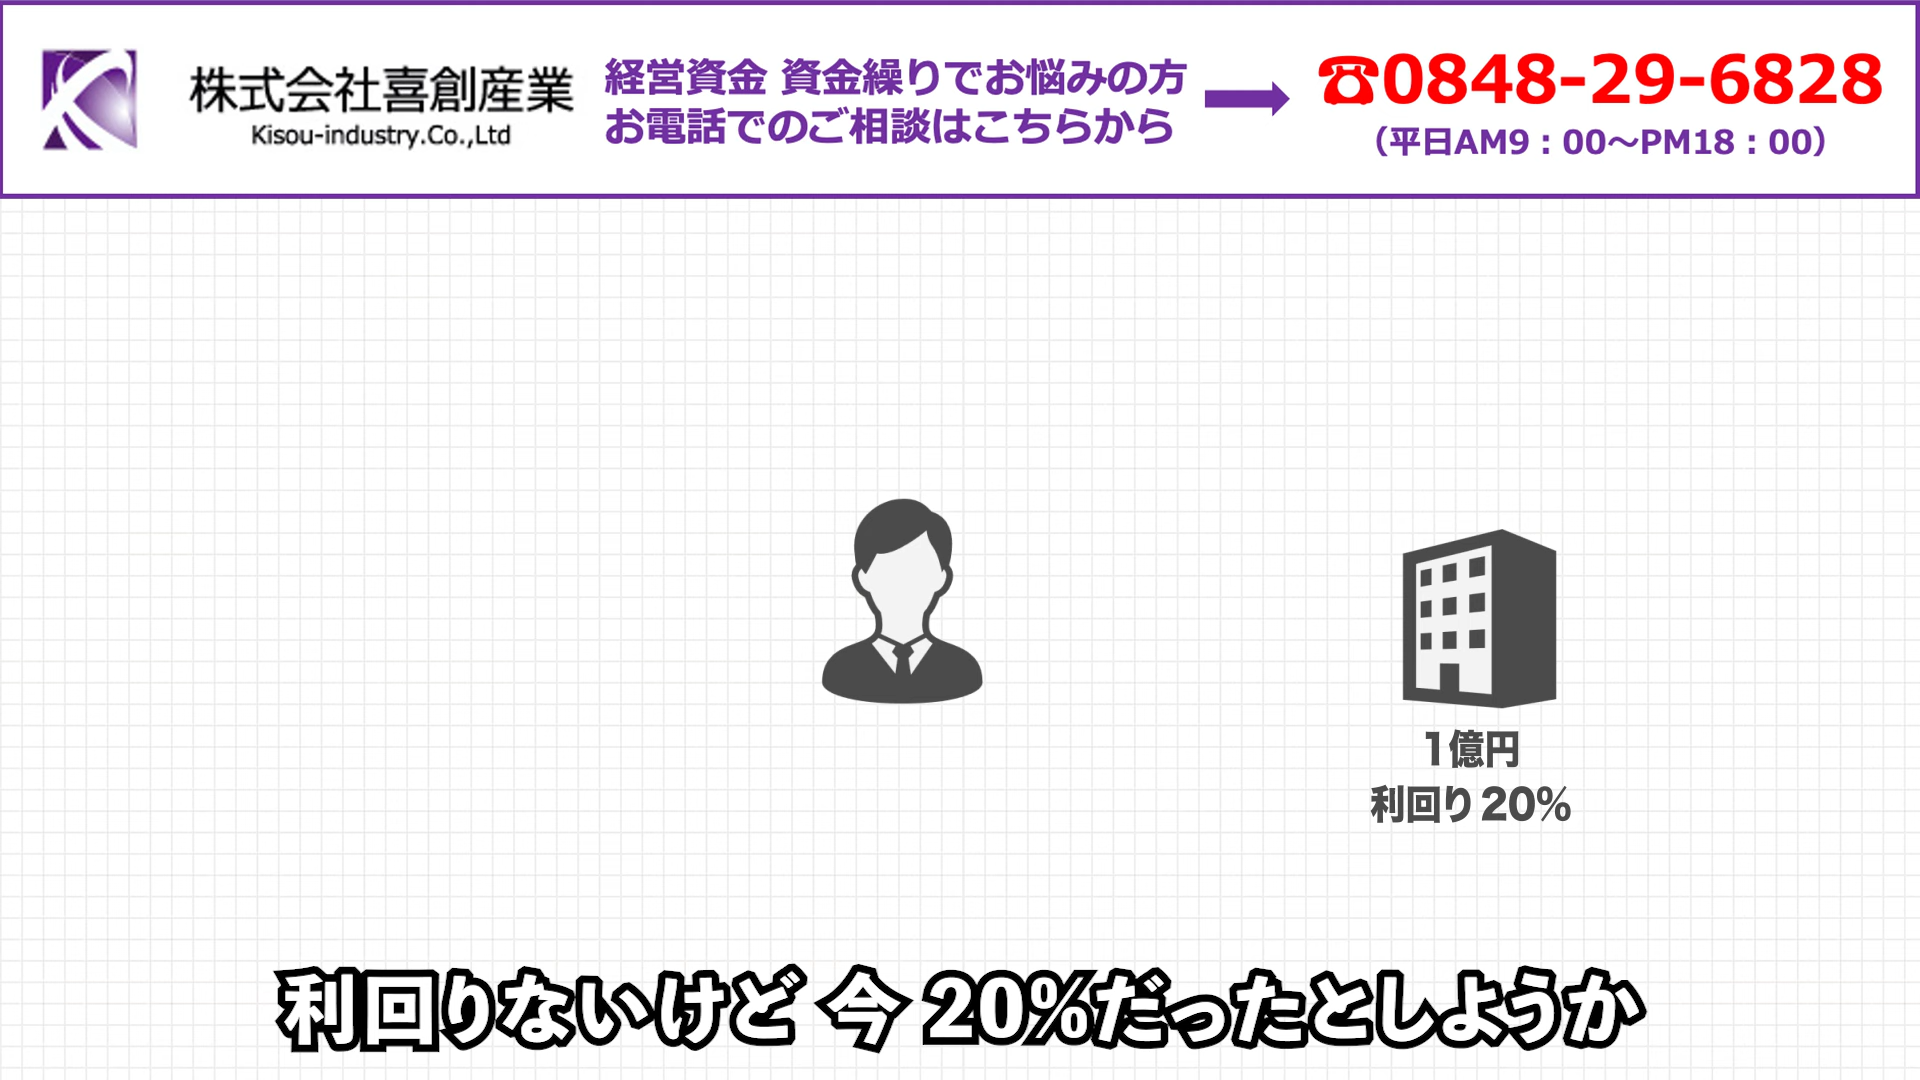 株式会社喜創産業
Kisou-industry.Co.,Ltd
経営資金 資金繰りでお悩みの方
お電話でのご相談はこちらから
☎0848-29-6828
（平日AM9：00～PM18：00）
1億円
利回り20%
利回りないけど 今 20%だったとしようか